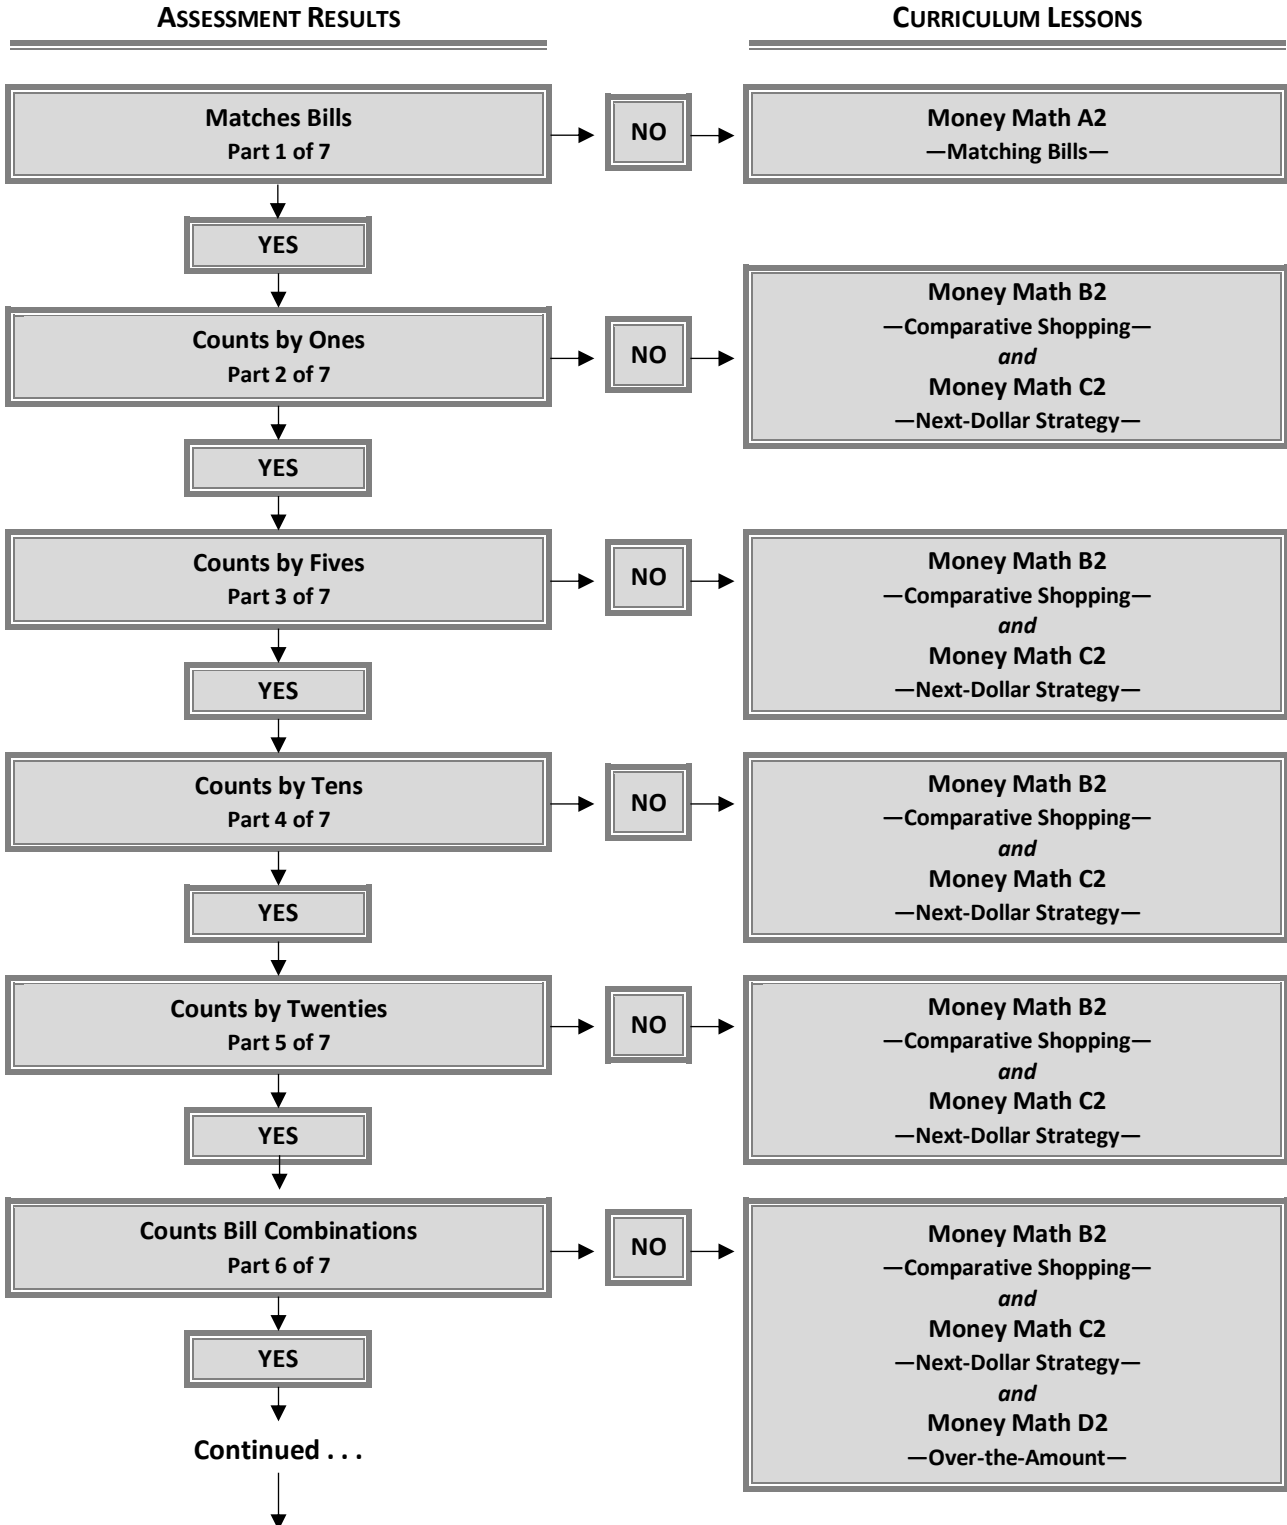 ASSESSMENT RESULTS
CURRICULUM LESSONS
Matches Bills
Part 1 of 7
NO
Money Math A2
—Matching Bills—
YES
Counts by Ones
Part 2 of 7
NO
Money Math B2
—Comparative Shopping—
and
Money Math C2
—Next-Dollar Strategy—
YES
Counts by Fives
Part 3 of 7
NO
Money Math B2
—Comparative Shopping—
and
Money Math C2
—Next-Dollar Strategy—
YES
Counts by Tens
Part 4 of 7
NO
Money Math B2
—Comparative Shopping—
and
Money Math C2
—Next-Dollar Strategy—
YES
Counts by Twenties
Part 5 of 7
NO
Money Math B2
—Comparative Shopping—
and
Money Math C2
—Next-Dollar Strategy—
YES
Counts Bill Combinations
Part 6 of 7
NO
Money Math B2
—Comparative Shopping—
and
Money Math C2
—Next-Dollar Strategy—
and
Money Math D2
—Over-the-Amount—
YES
Continued . . .